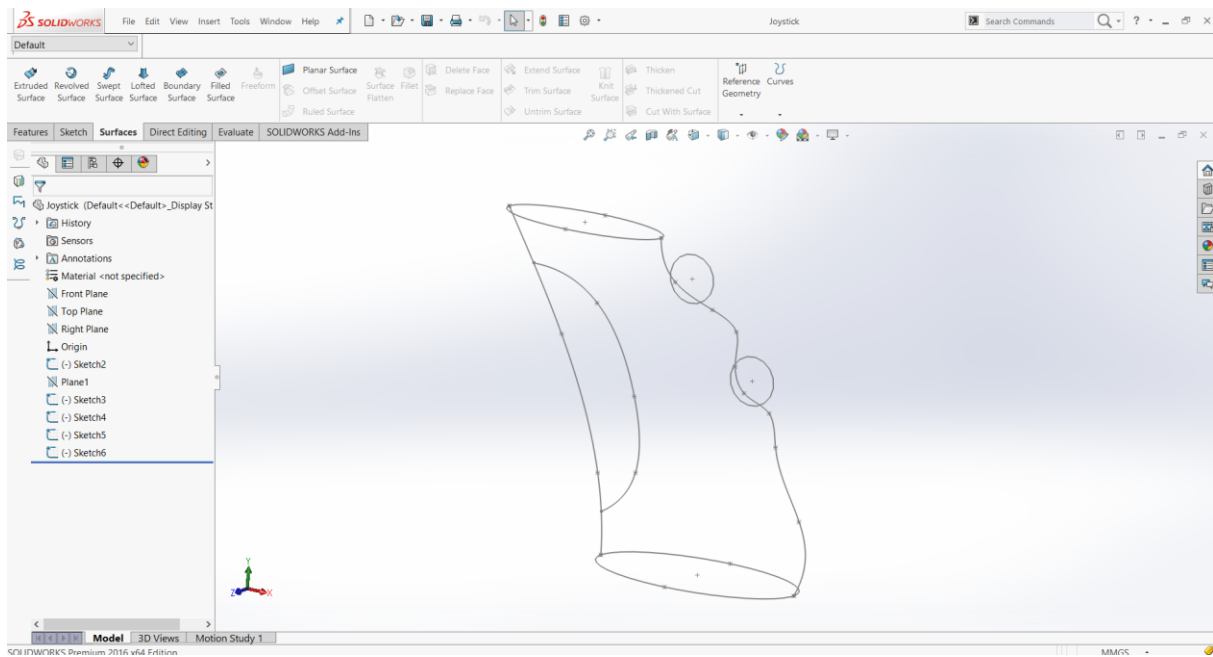 SOLIDWORKS File Edit View Insert Tools Window Help Joystick Search Commands ?
Default
Extruded Surface Revolved Surface Swept Surface Lofted Surface Boundary Surface Filled Surface Freeform
Planar Surface Offset Surface Ruled Surface
Surface Flatten Fillet
Delete Face Replace Face
Extend Surface Trim Surface Untrim Surface
Knit Surface
Thicken Thickened Cut Cut With Surface
Reference Geometry Curves
Features Sketch Surfaces Direct Editing Evaluate SOLIDWORKS Add-Ins
Joystick (Default<<Default>_Display St
History
Sensors
Annotations
Material <not specified>
Front Plane
Top Plane
Right Plane
Origin
(-) Sketch2
Plane1
(-) Sketch3
(-) Sketch4
(-) Sketch5
(-) Sketch6
Y
Z X
Model 3D Views Motion Study 1
SOLIDWORKS Premium 2016 x64 Edition MMGS -